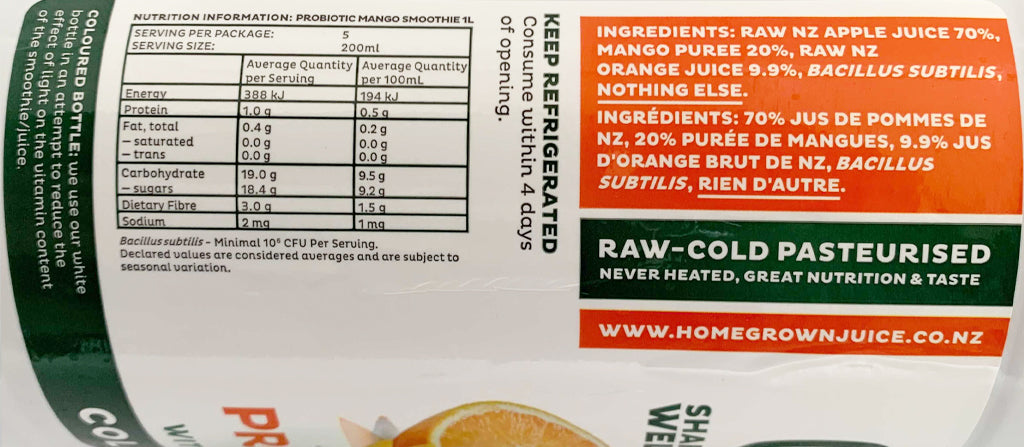 COLOURED BOTTLE: we use our white
bottle in an attempt to reduce the
effect of light on the vitamin content
of the smoothie/juice.
NUTRITION INFORMATION: PROBIOTIC MANGO SMOOTHIE 1L
SERVING PER PACKAGE: 5
SERVING SIZE: 200ml
Average Quantity per Serving Average Quantity per 100mL
Energy 388 kJ 194 kJ
Protein 1.0 g 0.5 g
Fat, total 0.4 g 0.2 g
– saturated 0.0 g 0.0 g
– trans 0.0 g 0.0 g
Carbohydrate 19.0 g 9.5 g
– sugars 18.4 g 9.2 g
Dietary Fibre 3.0 g 1.5 g
Sodium 2 mg 1 mg
Bacillus subtilis – Minimal 10⁶ CFU Per Serving.
Declared values are considered averages and are subject to
seasonal variation.
KEEP REFRIGERATED
Consume within 4 days
of opening.
INGREDIENTS: RAW NZ APPLE JUICE 70%,
MANGO PUREE 20%, RAW NZ
ORANGE JUICE 9.9%, BACILLUS SUBTILIS,
NOTHING ELSE.
INGRÉDIENTS: 70% JUS DE POMMES DE
NZ, 20% PURÉE DE MANGUES, 9.9% JUS
D'ORANGE BRUT DE NZ, BACILLUS
SUBTILIS, RIEN D'AUTRE.
RAW-COLD PASTEURISED
NEVER HEATED, GREAT NUTRITION & TASTE
WWW.HOMEGROWNJUICE.CO.NZ